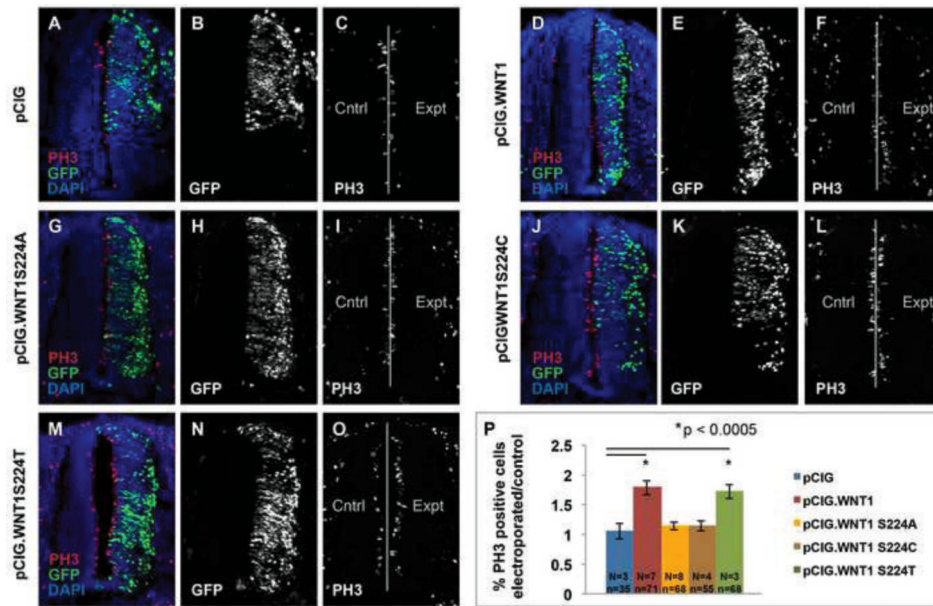 pCIG
A
PH3
GFP
DAPI
B
GFP
C
Cntrl
Expt
PH3
pCIG.WNT1
D
PH3
GFP
DAPI
E
GFP
F
Cntrl
Expt
PH3
pCIG.WNT1S224A
G
PH3
GFP
DAPI
H
GFP
I
Cntrl
Expt
PH3
pCIGWNT1S224C
J
PH3
GFP
DAPI
K
GFP
L
Cntrl
Expt
PH3
pCIG.WNT1S224T
M
PH3
GFP
DAPI
N
GFP
O
Cntrl
Expt
PH3
P
*p < 0.0005
% PH3 positive cells
electroporated/control
2.5
2
1.5
1
0.5
0
* *
N=3 N=7 N=8 N=4 N=3
n=35 n=71 n=68 n=55 n=68
pCIG
pCIG.WNT1
pCIG.WNT1 S224A
pCIG.WNT1 S224C
pCIG.WNT1 S224T